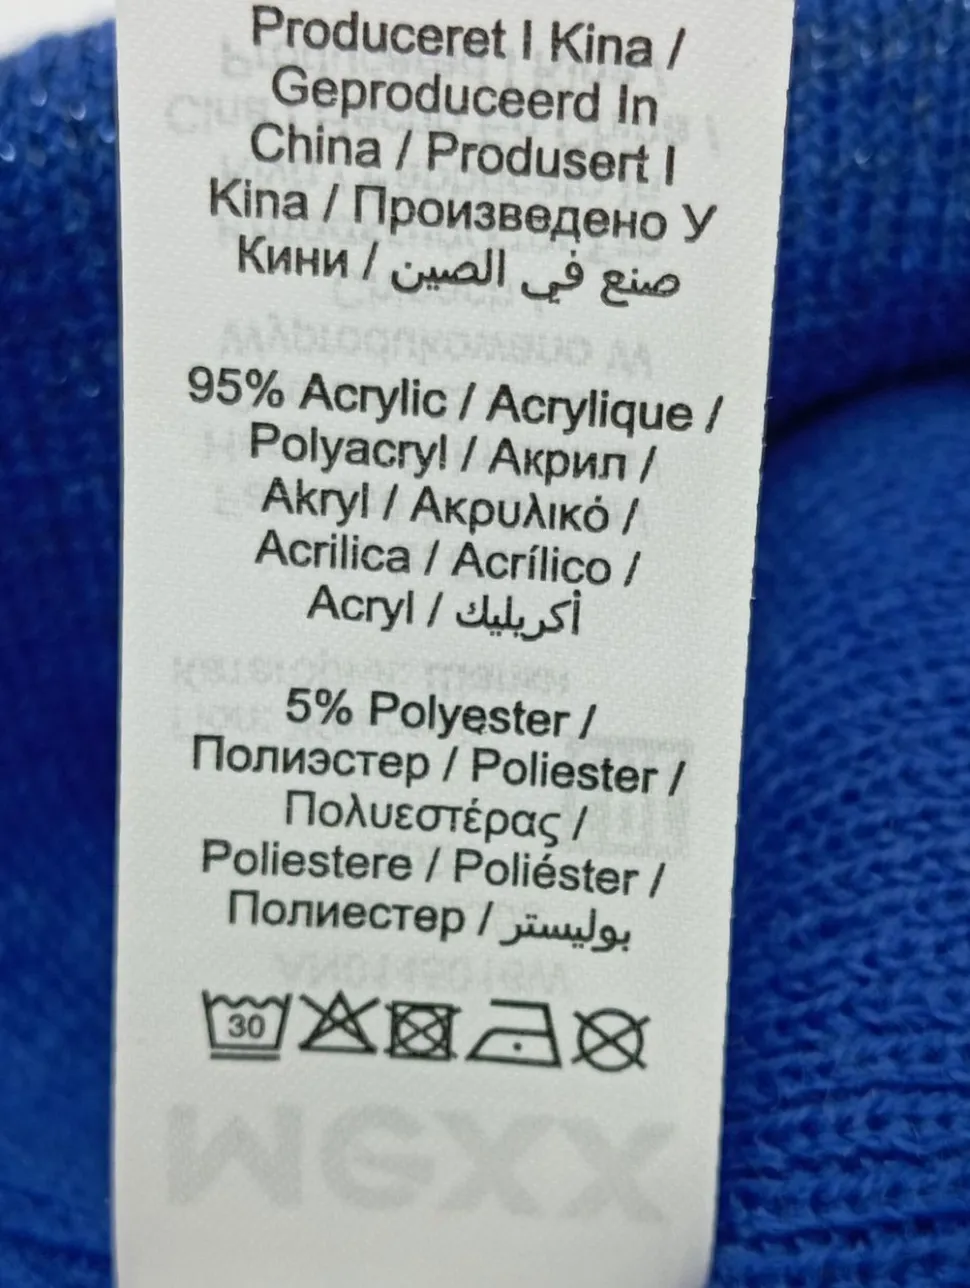 Produceret I Kina /
Geproduceerd In
China / Produsert I
Kina / Произведено У
Кини / صنع في الصين
95% Acrylic / Acrylique /
Polyacryl / Акрил /
Akryl / Ακρυλικό /
Acrilica / Acrílico /
Acryl / أكريليك
5% Polyester /
Полиэстер / Poliester /
Πολυεστέρας /
Poliestere / Poliéster /
Полиестер / بوليستر
30